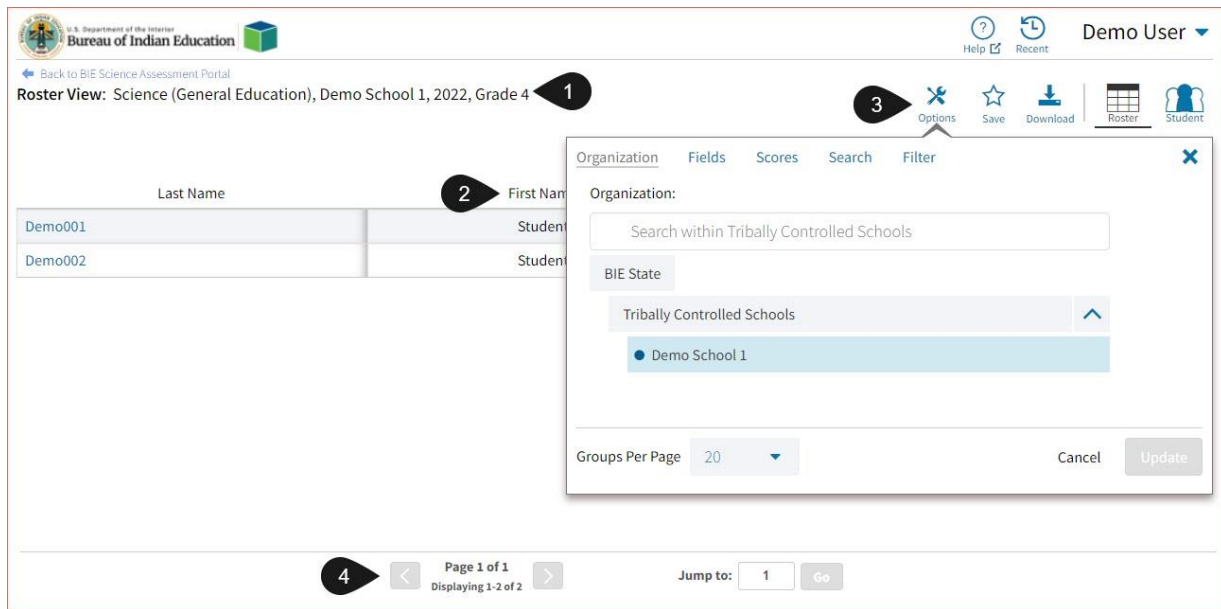 U.S. Department of the Interior
Bureau of Indian Education
Help
Recent
Demo User
Back to BIE Science Assessment Portal
Roster View: Science (General Education), Demo School 1, 2022, Grade 4
1
3
Options
Save
Download
Roster
Student
Organization Fields Scores Search Filter
Last Name
2
First Nam
Organization:
Demo001
Student
Search within Tribally Controlled Schools
Demo002
Student
BIE State
Tribally Controlled Schools
Demo School 1
Groups Per Page 20
Cancel
Update
4
Page 1 of 1
Displaying 1-2 of 2
Jump to: 1 Go